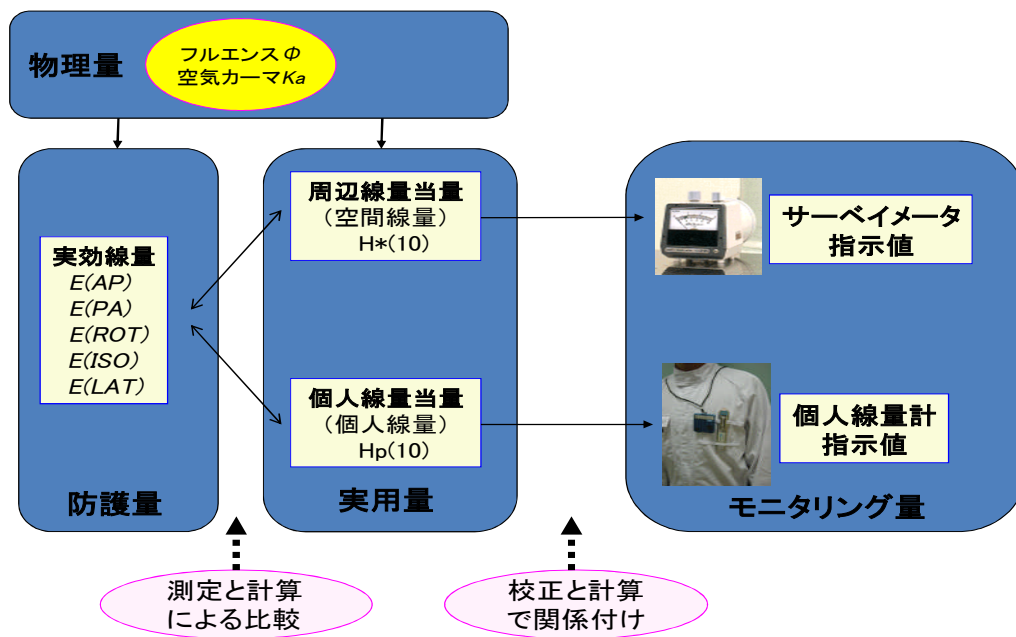 物理量
フルエンスΦ
空気カーマKa
実効線量
E(AP)
E(PA)
E(ROT)
E(ISO)
E(LAT)
防護量
周辺線量当量
(空間線量)
H*(10)
個人線量当量
(個人線量)
Hp(10)
実用量
サーベイメータ
指示値
個人線量計
指示値
モニタリング量
測定と計算
による比較
校正と計算
で関係付け